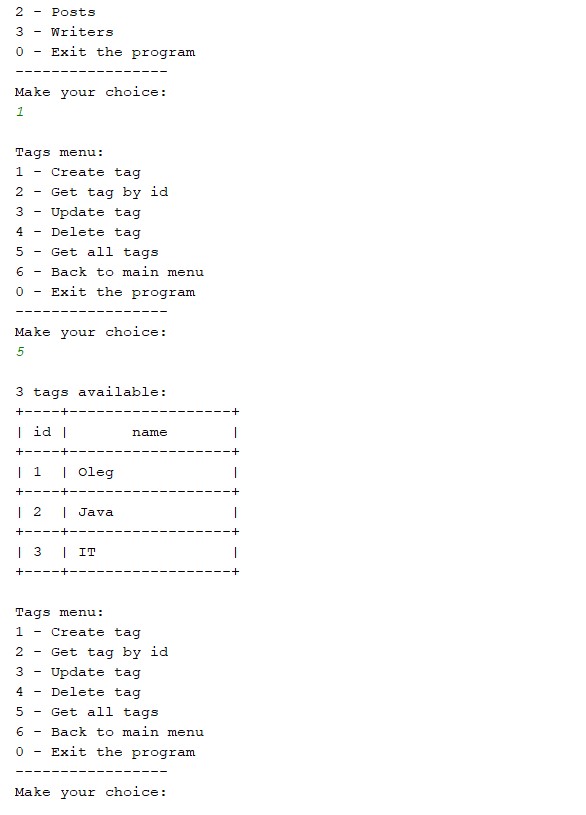 2 - Posts
3 - Writers
0 - Exit the program
-----------------
Make your choice:
1
Tags menu:
1 - Create tag
2 - Get tag by id
3 - Update tag
4 - Delete tag
5 - Get all tags
6 - Back to main menu
0 - Exit the program
-----------------
Make your choice:
5
3 tags available:
+----+------------------+
| id |       name       |
+----+------------------+
| 1  | Oleg             |
+----+------------------+
| 2  | Java             |
+----+------------------+
| 3  | IT               |
+----+------------------+
Tags menu:
1 - Create tag
2 - Get tag by id
3 - Update tag
4 - Delete tag
5 - Get all tags
6 - Back to main menu
0 - Exit the program
-----------------
Make your choice: